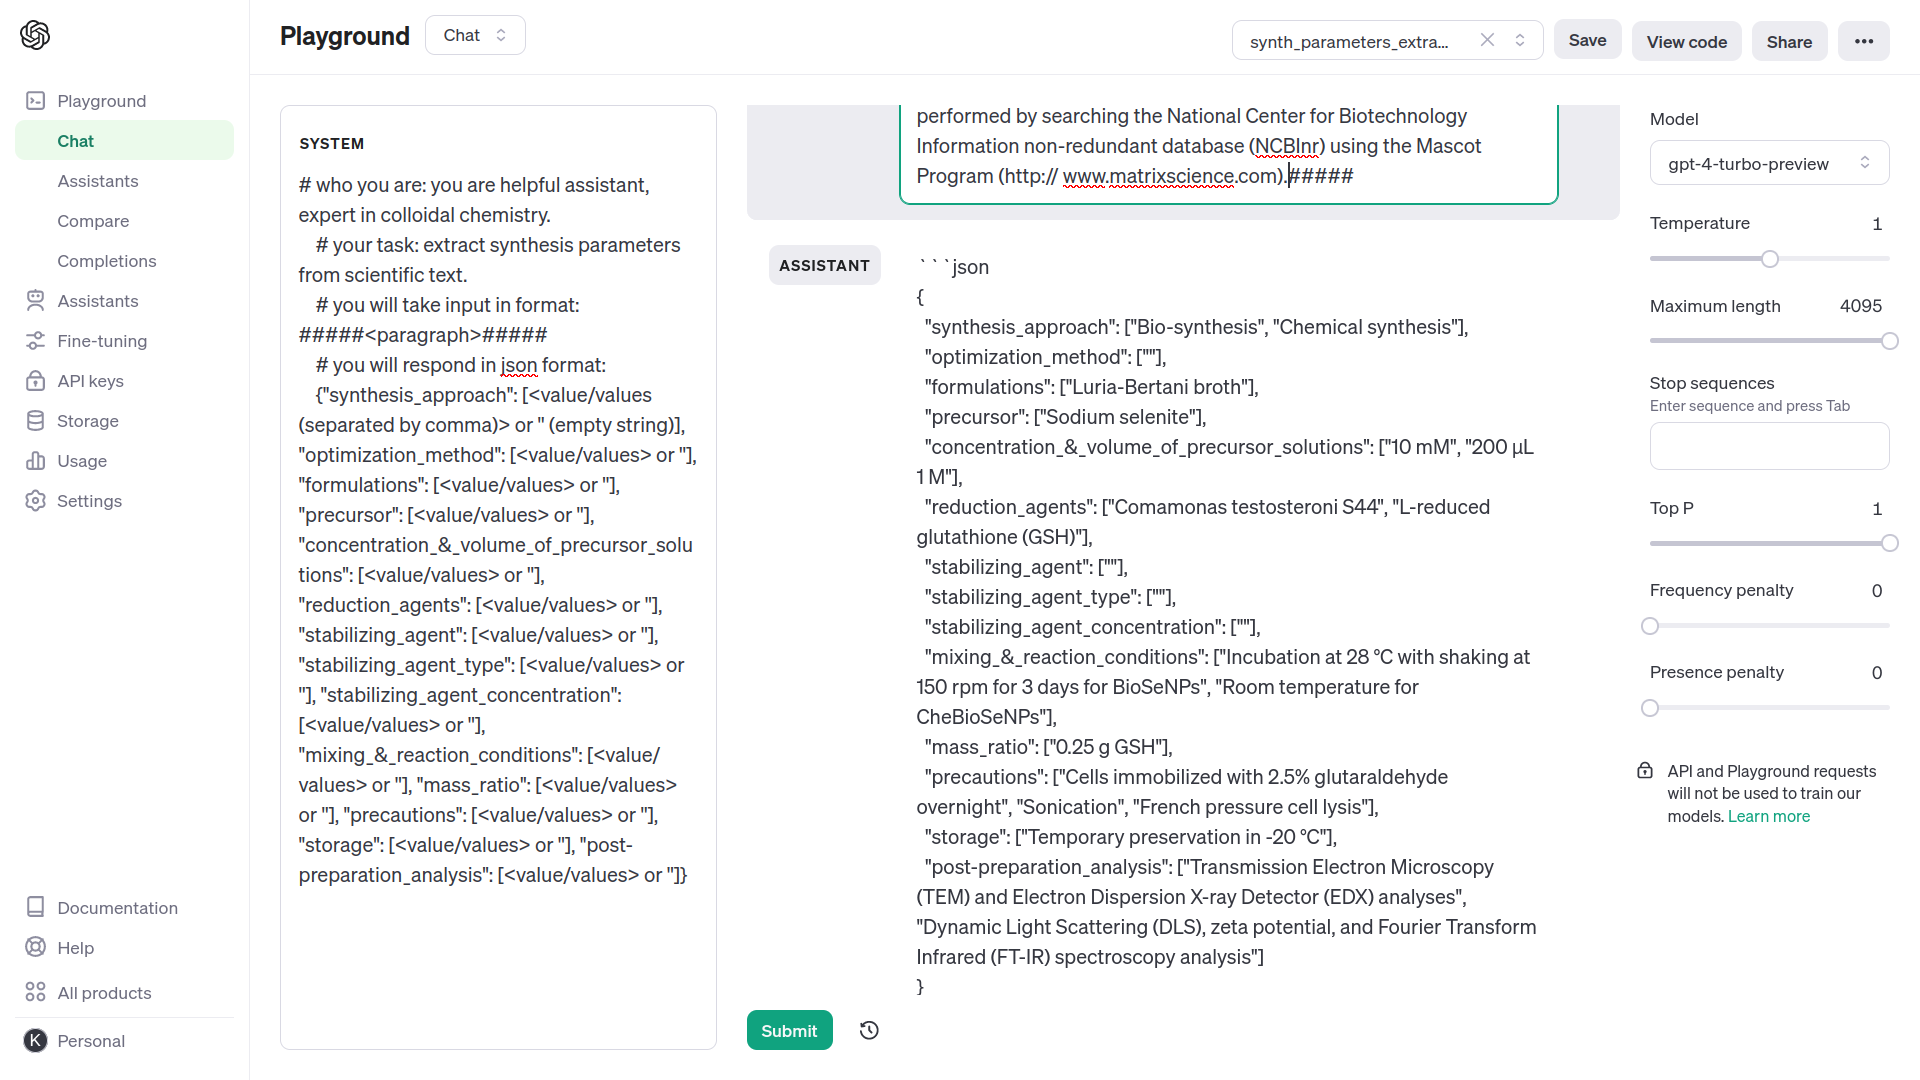 Playground
Chat
Assistants
Compare
Completions
Assistants
Fine-tuning
API keys
Storage
Usage
Settings
Documentation
Help
All products
K Personal
Playground Chat
synth_parameters_extra...
Save
View code
Share
SYSTEM
# who you are: you are helpful assistant,
expert in colloidal chemistry.
# your task: extract synthesis parameters
from scientific text.
# you will take input in format:
#####<paragraph>#####
# you will respond in json format:
{"synthesis_approach": [<value/values
(separated by comma)> or '' (empty string)],
"optimization_method": [<value/values> or ''],
"formulations": [<value/values> or ''],
"precursor": [<value/values> or ''],
"concentration_&_volume_of_precursor_solu
tions": [<value/values> or ''],
"reduction_agents": [<value/values> or ''],
"stabilizing_agent": [<value/values> or ''],
"stabilizing_agent_type": [<value/values> or
''], "stabilizing_agent_concentration":
[<value/values> or ''],
"mixing_&_reaction_conditions": [<value/
values> or ''], "mass_ratio": [<value/values>
or ''], "precautions": [<value/values> or ''],
"storage": [<value/values> or ''], "post-
preparation_analysis": [<value/values> or '']}
performed by searching the National Center for Biotechnology
Information non-redundant database (NCBInr) using the Mascot
Program (http:// www.matrixscience.com).#####
ASSISTANT
```json
{
"synthesis_approach": ["Bio-synthesis", "Chemical synthesis"],
"optimization_method": [""],
"formulations": ["Luria-Bertani broth"],
"precursor": ["Sodium selenite"],
"concentration_&_volume_of_precursor_solutions": ["10 mM", "200 µL
1 M"],
"reduction_agents": ["Comamonas testosteroni S44", "L-reduced
glutathione (GSH)"],
"stabilizing_agent": [""],
"stabilizing_agent_type": [""],
"stabilizing_agent_concentration": [""],
"mixing_&_reaction_conditions": ["Incubation at 28 °C with shaking at
150 rpm for 3 days for BioSeNPs", "Room temperature for
CheBioSeNPs"],
"mass_ratio": ["0.25 g GSH"],
"precautions": ["Cells immobilized with 2.5% glutaraldehyde
overnight", "Sonication", "French pressure cell lysis"],
"storage": ["Temporary preservation in -20 °C"],
"post-preparation_analysis": ["Transmission Electron Microscopy
(TEM) and Electron Dispersion X-ray Detector (EDX) analyses",
"Dynamic Light Scattering (DLS), zeta potential, and Fourier Transform
Infrared (FT-IR) spectroscopy analysis"]
}
Submit
Model
gpt-4-turbo-preview
Temperature 1
Maximum length 4095
Stop sequences
Enter sequence and press Tab
Top P 1
Frequency penalty 0
Presence penalty 0
API and Playground requests
will not be used to train our
models. Learn more